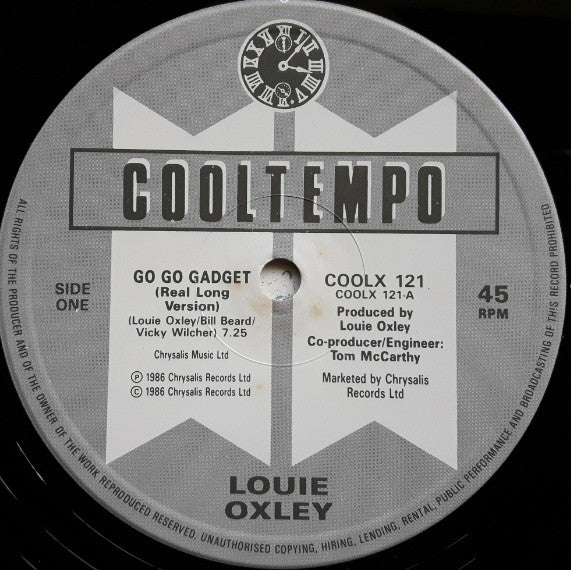 COOLTEMPO
SIDE
ONE
GO GO GADGET
(Real Long
Version)
(Louie Oxley/Bill Beard/
Vicky Wilcher) 7.25
Chrysalis Music Ltd
Ⓟ 1986 Chrysalis Records Ltd
© 1986 Chrysalis Records Ltd
COOLX 121
COOLX 121-A
Produced by
Louie Oxley
Co-producer/Engineer:
Tom McCarthy
Marketed by Chrysalis
Records Ltd
45
RPM
LOUIE
OXLEY
ALL RIGHTS OF THE PRODUCER AND OF THE OWNER OF THE WORK REPRODUCED RESERVED. UNAUTHORISED COPYING, HIRING, LENDING, RENTAL, PUBLIC PERFORMANCE AND BROADCASTING OF THIS RECORD PROHIBITED.